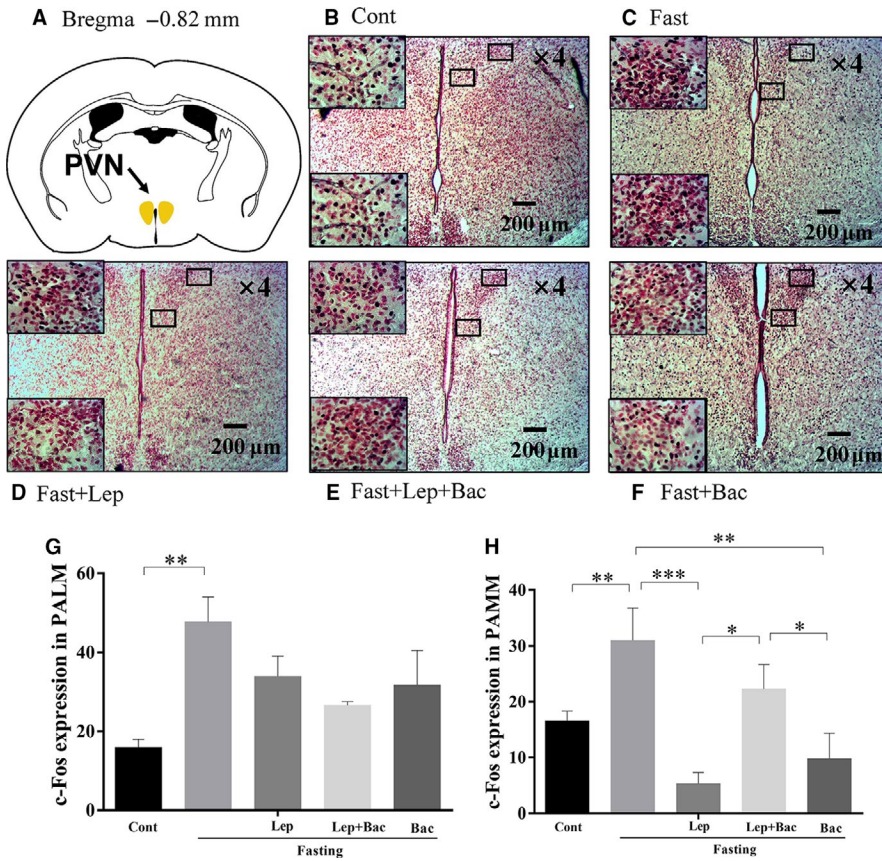 A Bregma −0.82 mm
PVN
B Cont
×4
200 µm
C Fast
×4
200 µm
×4
200 µm
D Fast+Lep
×4
200 µm
E Fast+Lep+Bac
×4
200 µm
F Fast+Bac
G
c-Fos expression in PALM
60
40
20
0
**
Cont
Lep
Lep+Bac
Bac
Fasting
H
c-Fos expression in PAMM
40
30
20
10
0
**
**
***
*
*
Cont
Lep
Lep+Bac
Bac
Fasting